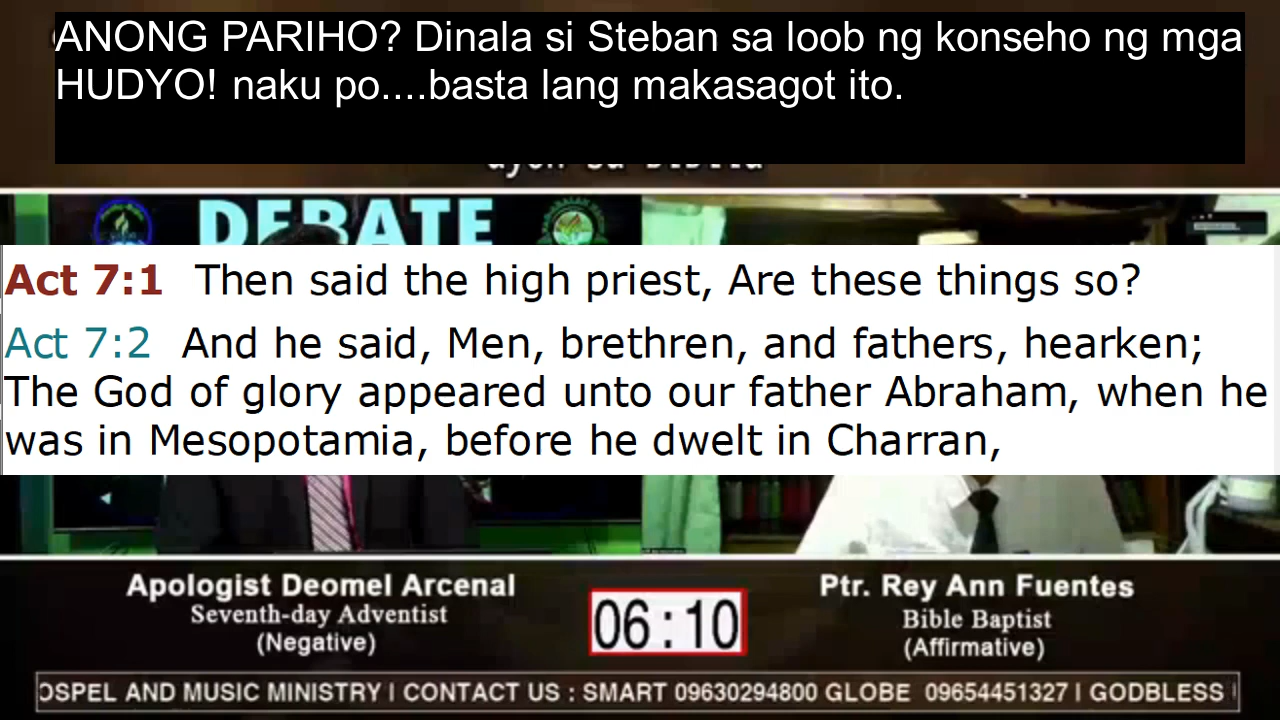 ANONG PARIHO? Dinala si Steban sa loob ng konseho ng mga
HUDYO! naku po....basta lang makasagot ito.
DEBATE
Act 7:1 Then said the high priest, Are these things so?
Act 7:2 And he said, Men, brethren, and fathers, hearken;
The God of glory appeared unto our father Abraham, when he
was in Mesopotamia, before he dwelt in Charran,
Apologist Deomel Arcenal
Seventh-day Adventist
(Negative)
06:10
Ptr. Rey Ann Fuentes
Bible Baptist
(Affirmative)
OSPEL AND MUSIC MINISTRY | CONTACT US : SMART 09630294800 GLOBE 09654451327 | GODBLESS